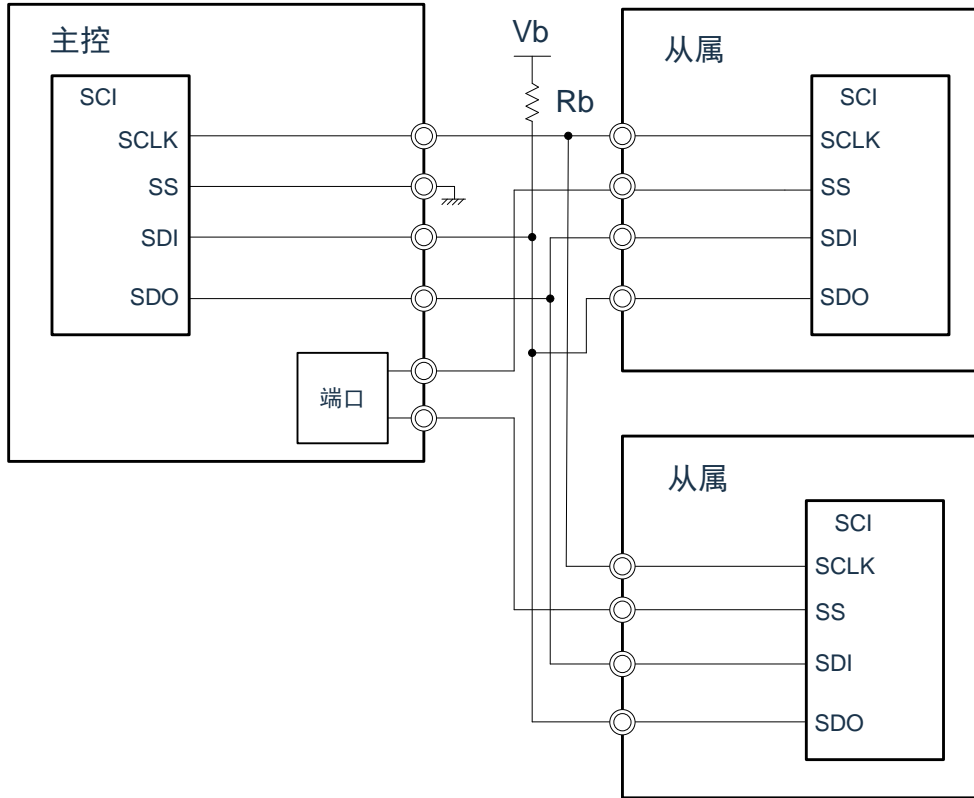 主控
SCI
SCLK
SS
SDI
SDO
端口
Vb
Rb
从属
SCI
SCLK
SS
SDI
SDO
从属
SCI
SCLK
SS
SDI
SDO